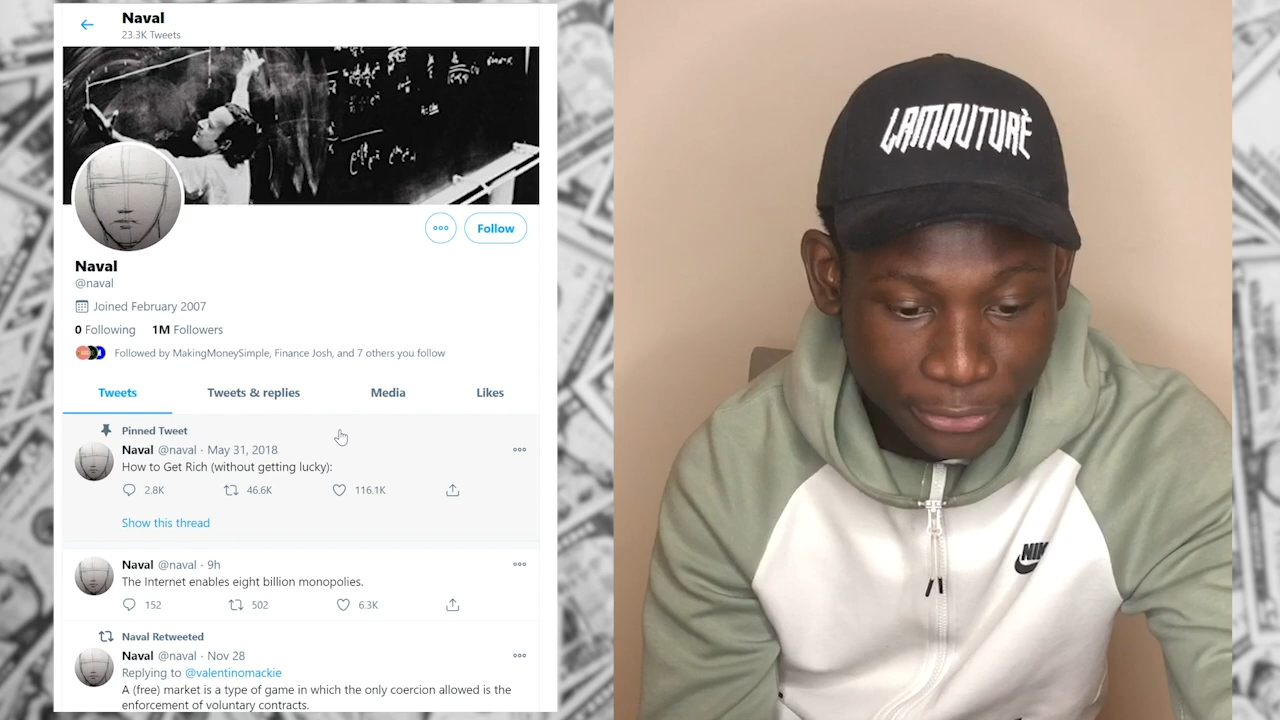 Naval
23.3K Tweets
Follow
Naval
@naval
Joined February 2007
0 Following 1M Followers
Followed by MakingMoneySimple, Finance Josh, and 7 others you follow
Tweets Tweets & replies Media Likes
Pinned Tweet
Naval @naval · May 31, 2018
How to Get Rich (without getting lucky):
2.8K 46.6K 116.1K
Show this thread
Naval @naval · 9h
The Internet enables eight billion monopolies.
152 502 6.3K
Naval Retweeted
Naval @naval · Nov 28
Replying to @valentinomackie
A (free) market is a type of game in which the only coercion allowed is the
enforcement of voluntary contracts.
LAMOUTURE
NIKE